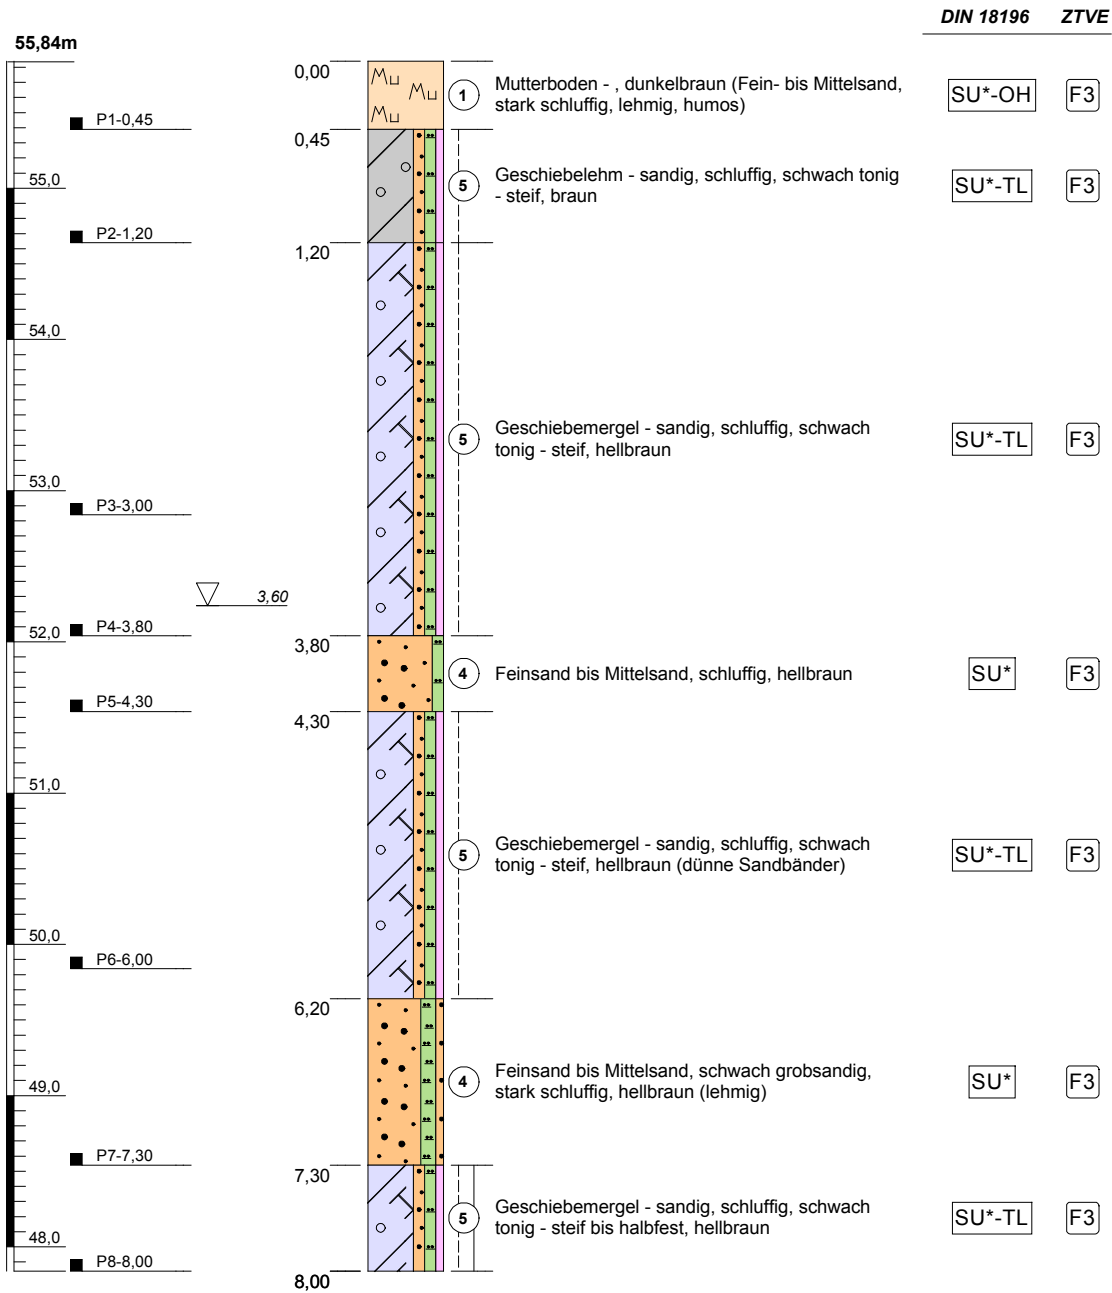 DIN 18196 ZTVE
55,84m
0,00
1
Mutterboden - , dunkelbraun (Fein- bis Mittelsand,
stark schluffig, lehmig, humos)
SU*-OH F3
P1-0,45
0,45
5
Geschiebelehm - sandig, schluffig, schwach tonig
- steif, braun
SU*-TL F3
55,0
P2-1,20
1,20
54,0
5
Geschiebemergel - sandig, schluffig, schwach
tonig - steif, hellbraun
SU*-TL F3
53,0
P3-3,00
3,60
P4-3,80
52,0
3,80
4
Feinsand bis Mittelsand, schluffig, hellbraun
SU* F3
P5-4,30
4,30
51,0
5
Geschiebemergel - sandig, schluffig, schwach
tonig - steif, hellbraun (dünne Sandbänder)
SU*-TL F3
50,0
P6-6,00
6,20
4
Feinsand bis Mittelsand, schwach grobsandig,
stark schluffig, hellbraun (lehmig)
SU* F3
49,0
P7-7,30
7,30
5
Geschiebemergel - sandig, schluffig, schwach
tonig - steif bis halbfest, hellbraun
SU*-TL F3
48,0
P8-8,00
8,00